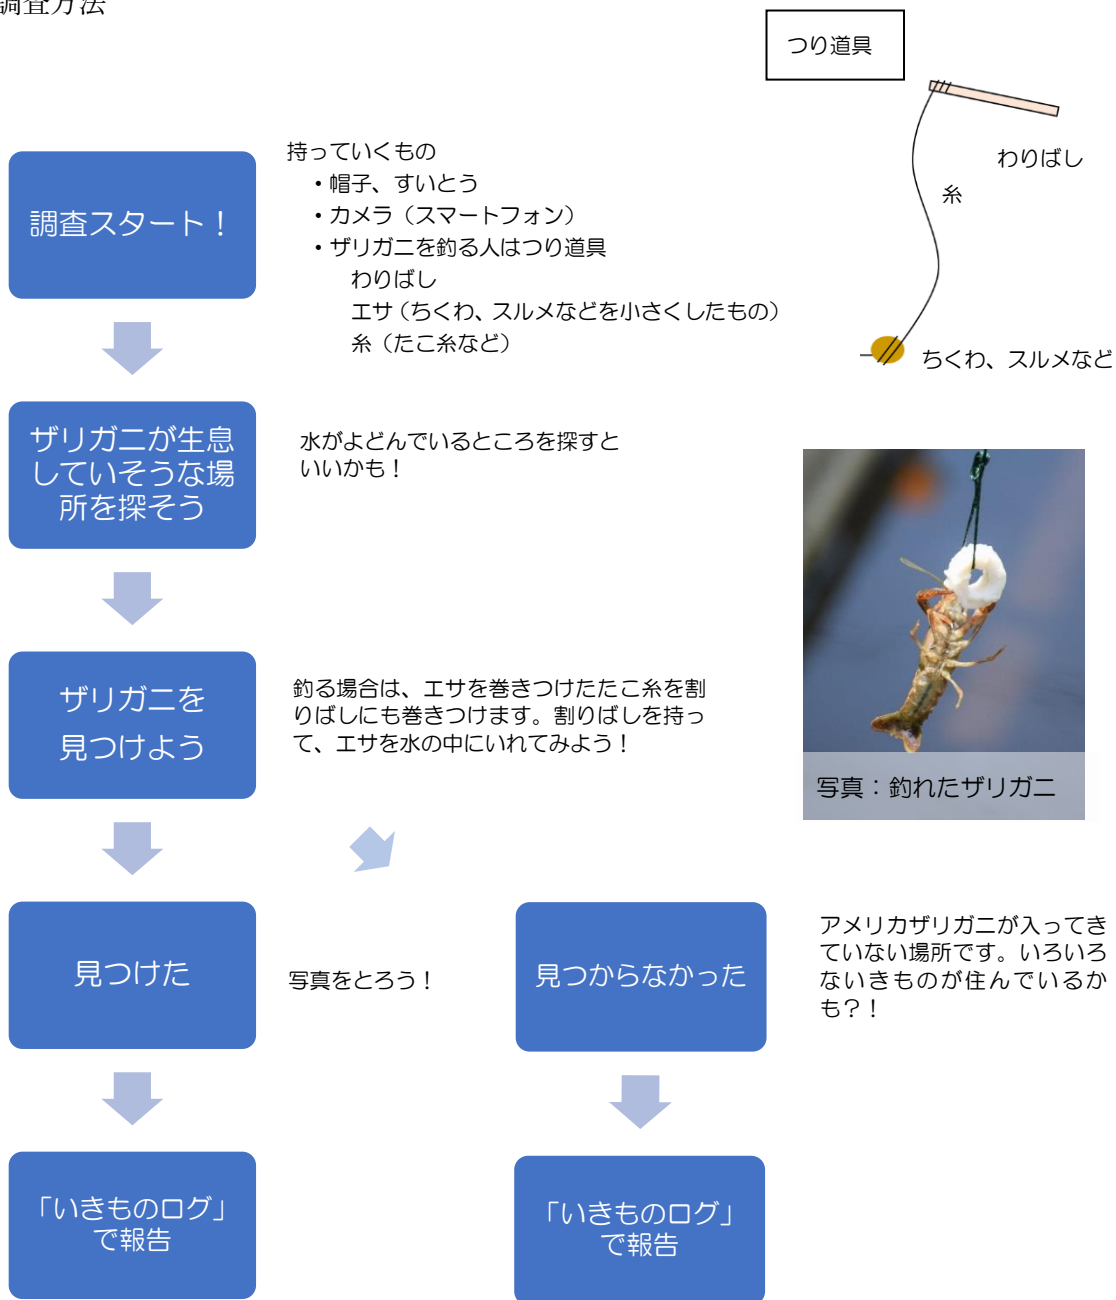 調査方法
つり道具
わりばし
糸
ちくわ、スルメなど
調査スタート！
持っていくもの
・帽子、すいとう
・カメラ（スマートフォン）
・ザリガニを釣る人はつり道具
わりばし
エサ（ちくわ、スルメなどを小さくしたもの）
糸（たこ糸など）
ザリガニが生息
していそうな場
所を探そう
水がよどんでいるところを探すと
いいかも！
ザリガニを
見つけよう
釣る場合は、エサを巻きつけたたこ糸を割
りばしにも巻きつけます。割りばしを持っ
て、エサを水の中にいれてみよう！
写真：釣れたザリガニ
見つけた
写真をとろう！
見つからなかった
アメリカザリガニが入ってき
ていない場所です。いろいろ
ないきものが住んでいるか
も？！
「いきものログ」
で報告
「いきものログ」
で報告